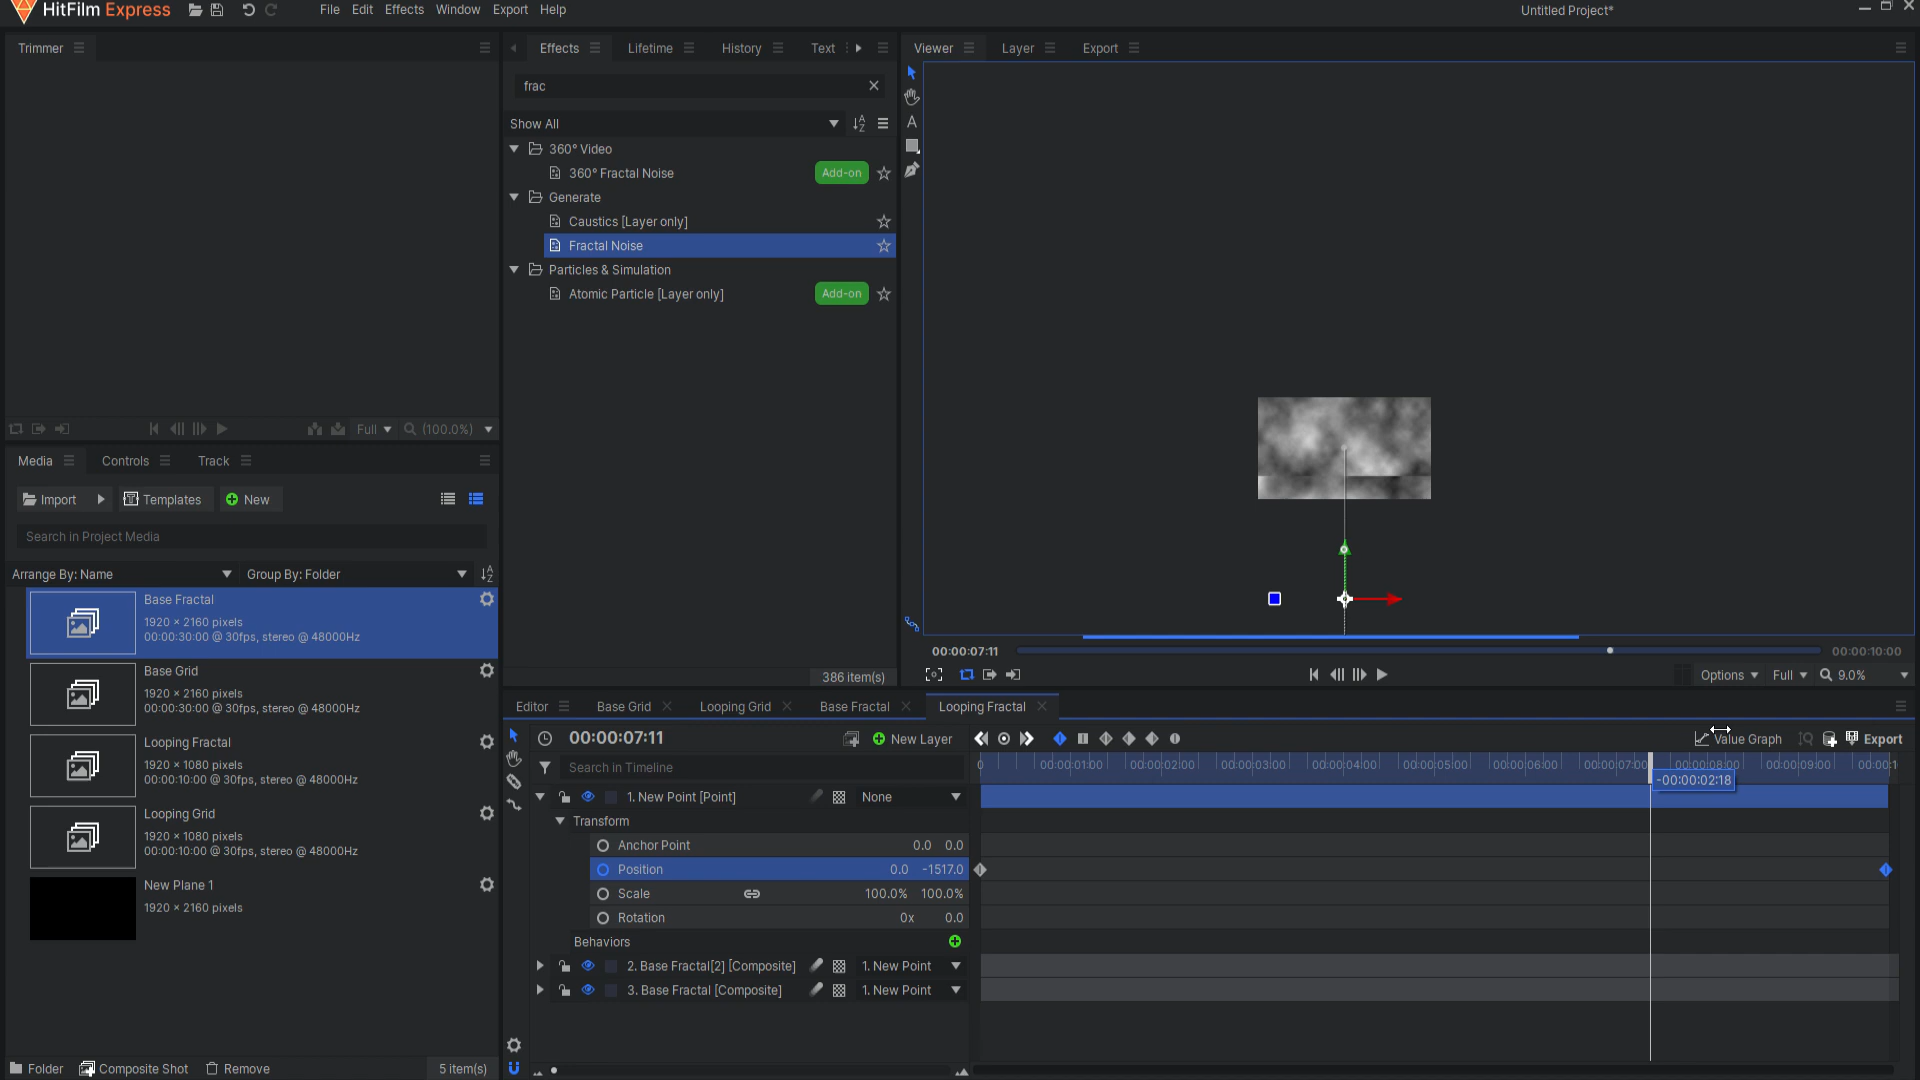 HitFilm Express
File Edit Effects Window Export Help
Untitled Project*
Trimmer
Effects Lifetime History Text
Viewer Layer Export
frac
Show All
360° Video
360° Fractal Noise Add-on
Generate
Caustics [Layer only]
Fractal Noise
Particles & Simulation
Atomic Particle [Layer only] Add-on
Full (100.0%)
386 item(s)
Media Controls Track
Import Templates New
Search in Project Media
Arrange By: Name Group By: Folder
Base Fractal
1920 × 2160 pixels
00:00:30:00 @ 30fps, stereo @ 48000Hz
Base Grid
1920 × 2160 pixels
00:00:30:00 @ 30fps, stereo @ 48000Hz
Looping Fractal
1920 × 1080 pixels
00:00:10:00 @ 30fps, stereo @ 48000Hz
Looping Grid
1920 × 1080 pixels
00:00:10:00 @ 30fps, stereo @ 48000Hz
New Plane 1
1920 × 2160 pixels
Folder Composite Shot Remove 5 item(s)
00:00:07:11 00:00:10:00
Options Full 9.0%
Editor Base Grid Looping Grid Base Fractal Looping Fractal
00:00:07:11 New Layer Value Graph Export
Search in Timeline
0 00:00:01:00 00:00:02:00 00:00:03:00 00:00:04:00 00:00:05:00 00:00:06:00 00:00:07:00 00:00:08:00 00:00:09:00 00:00:1
-00:00:02:18
1. New Point [Point] None
Transform
Anchor Point 0.0 0.0
Position 0.0 -1517.0
Scale 100.0% 100.0%
Rotation 0x 0.0
Behaviors
2. Base Fractal[2] [Composite] 1. New Point
3. Base Fractal [Composite] 1. New Point